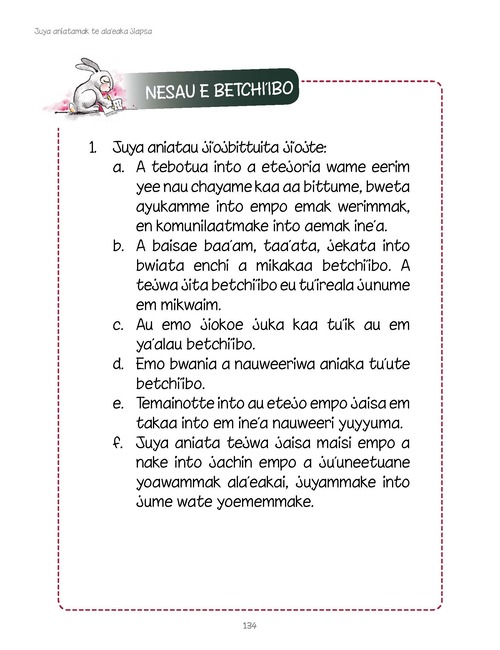 Juya aniatamak te ala'eaka jiapsa
NESAU E BETCHI'IBO
1. Juya aniatau ji'ojbittuita ji'ojte:
a. A tebotua into a etejoria wame eerim
yee nau chayame kaa aa bittume, bweta
ayukamme into empo emak werimmak,
en komunilaatmake into aemak ine'a.
b. A baisae baa'am, taa'ata, jekata into
bwiata enchi a mikakaa betchi'ibo. A
tejwa jita betchi'ibo eu tu'ireala junume
em mikwaim.
c. Au emo jiokoe juka kaa tu'ik au em
ya'alau betchi'ibo.
d. Emo bwania a nauweeriwa aniaka tu'ute
betchi'ibo.
e. Temainotte into au etejo empo jaisa em
takaa into em ine'a nauweeri yuyyuma.
f. Juya aniata tejwa jaisa maisi empo a
nake into jachin empo a ju'uneetuane
yoawammak ala'eakai, juyammake into
jume wate yoememmake.
134